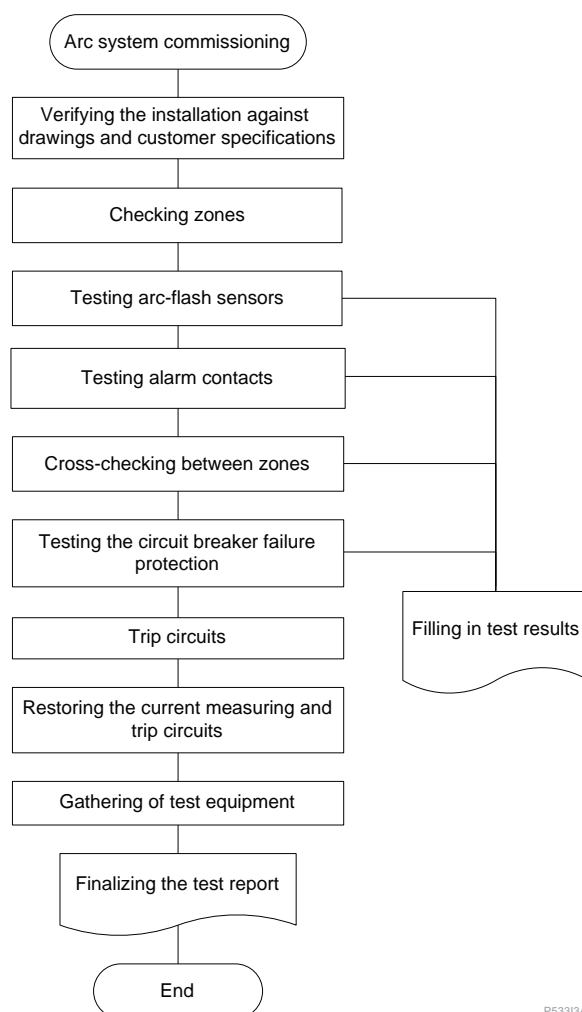 Arc system commissioning
Verifying the installation against
drawings and customer specifications
Checking zones
Testing arc-flash sensors
Testing alarm contacts
Cross-checking between zones
Testing the circuit breaker failure
protection
Filling in test results
Trip circuits
Restoring the current measuring and
trip circuits
Gathering of test equipment
Finalizing the test report
End